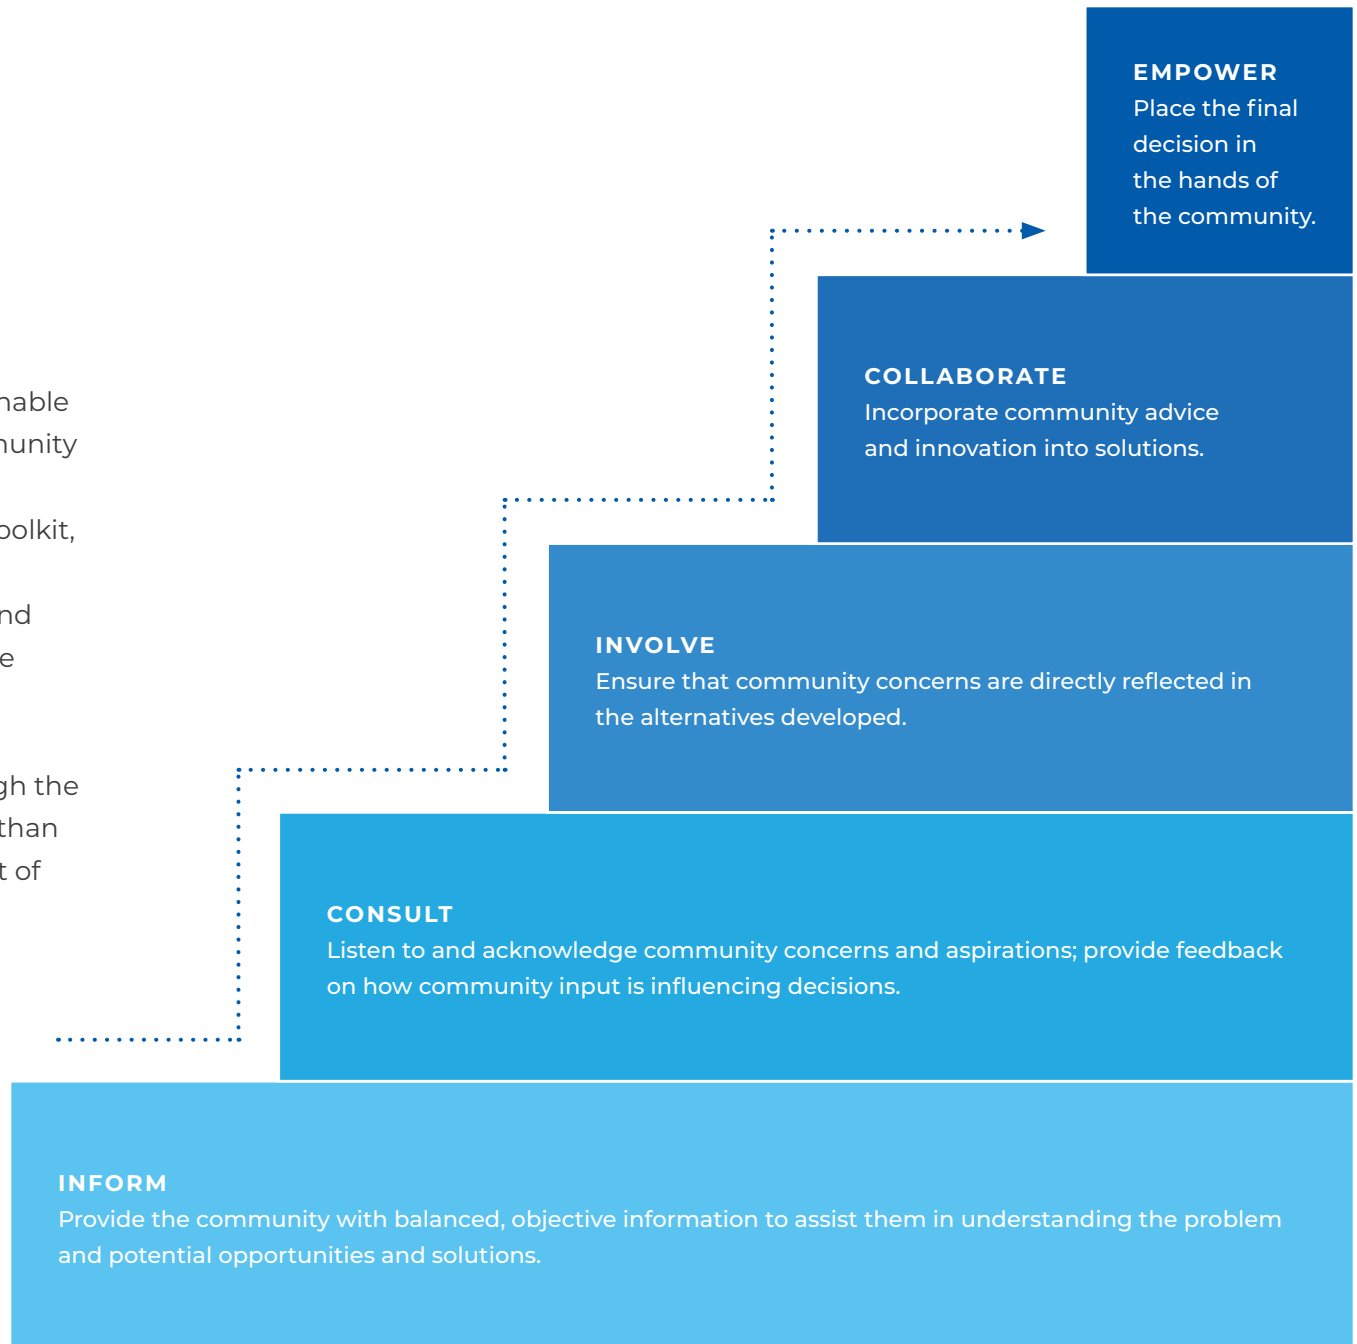 EMPOWER
Place the final
decision in
the hands of
the community.
COLLABORATE
Incorporate community advice
and innovation into solutions.
INVOLVE
Ensure that community concerns are directly reflected in
the alternatives developed.
CONSULT
Listen to and acknowledge community concerns and aspirations; provide feedback
on how community input is influencing decisions.
INFORM
Provide the community with balanced, objective information to assist them in understanding the problem
and potential opportunities and solutions.
the
than
of